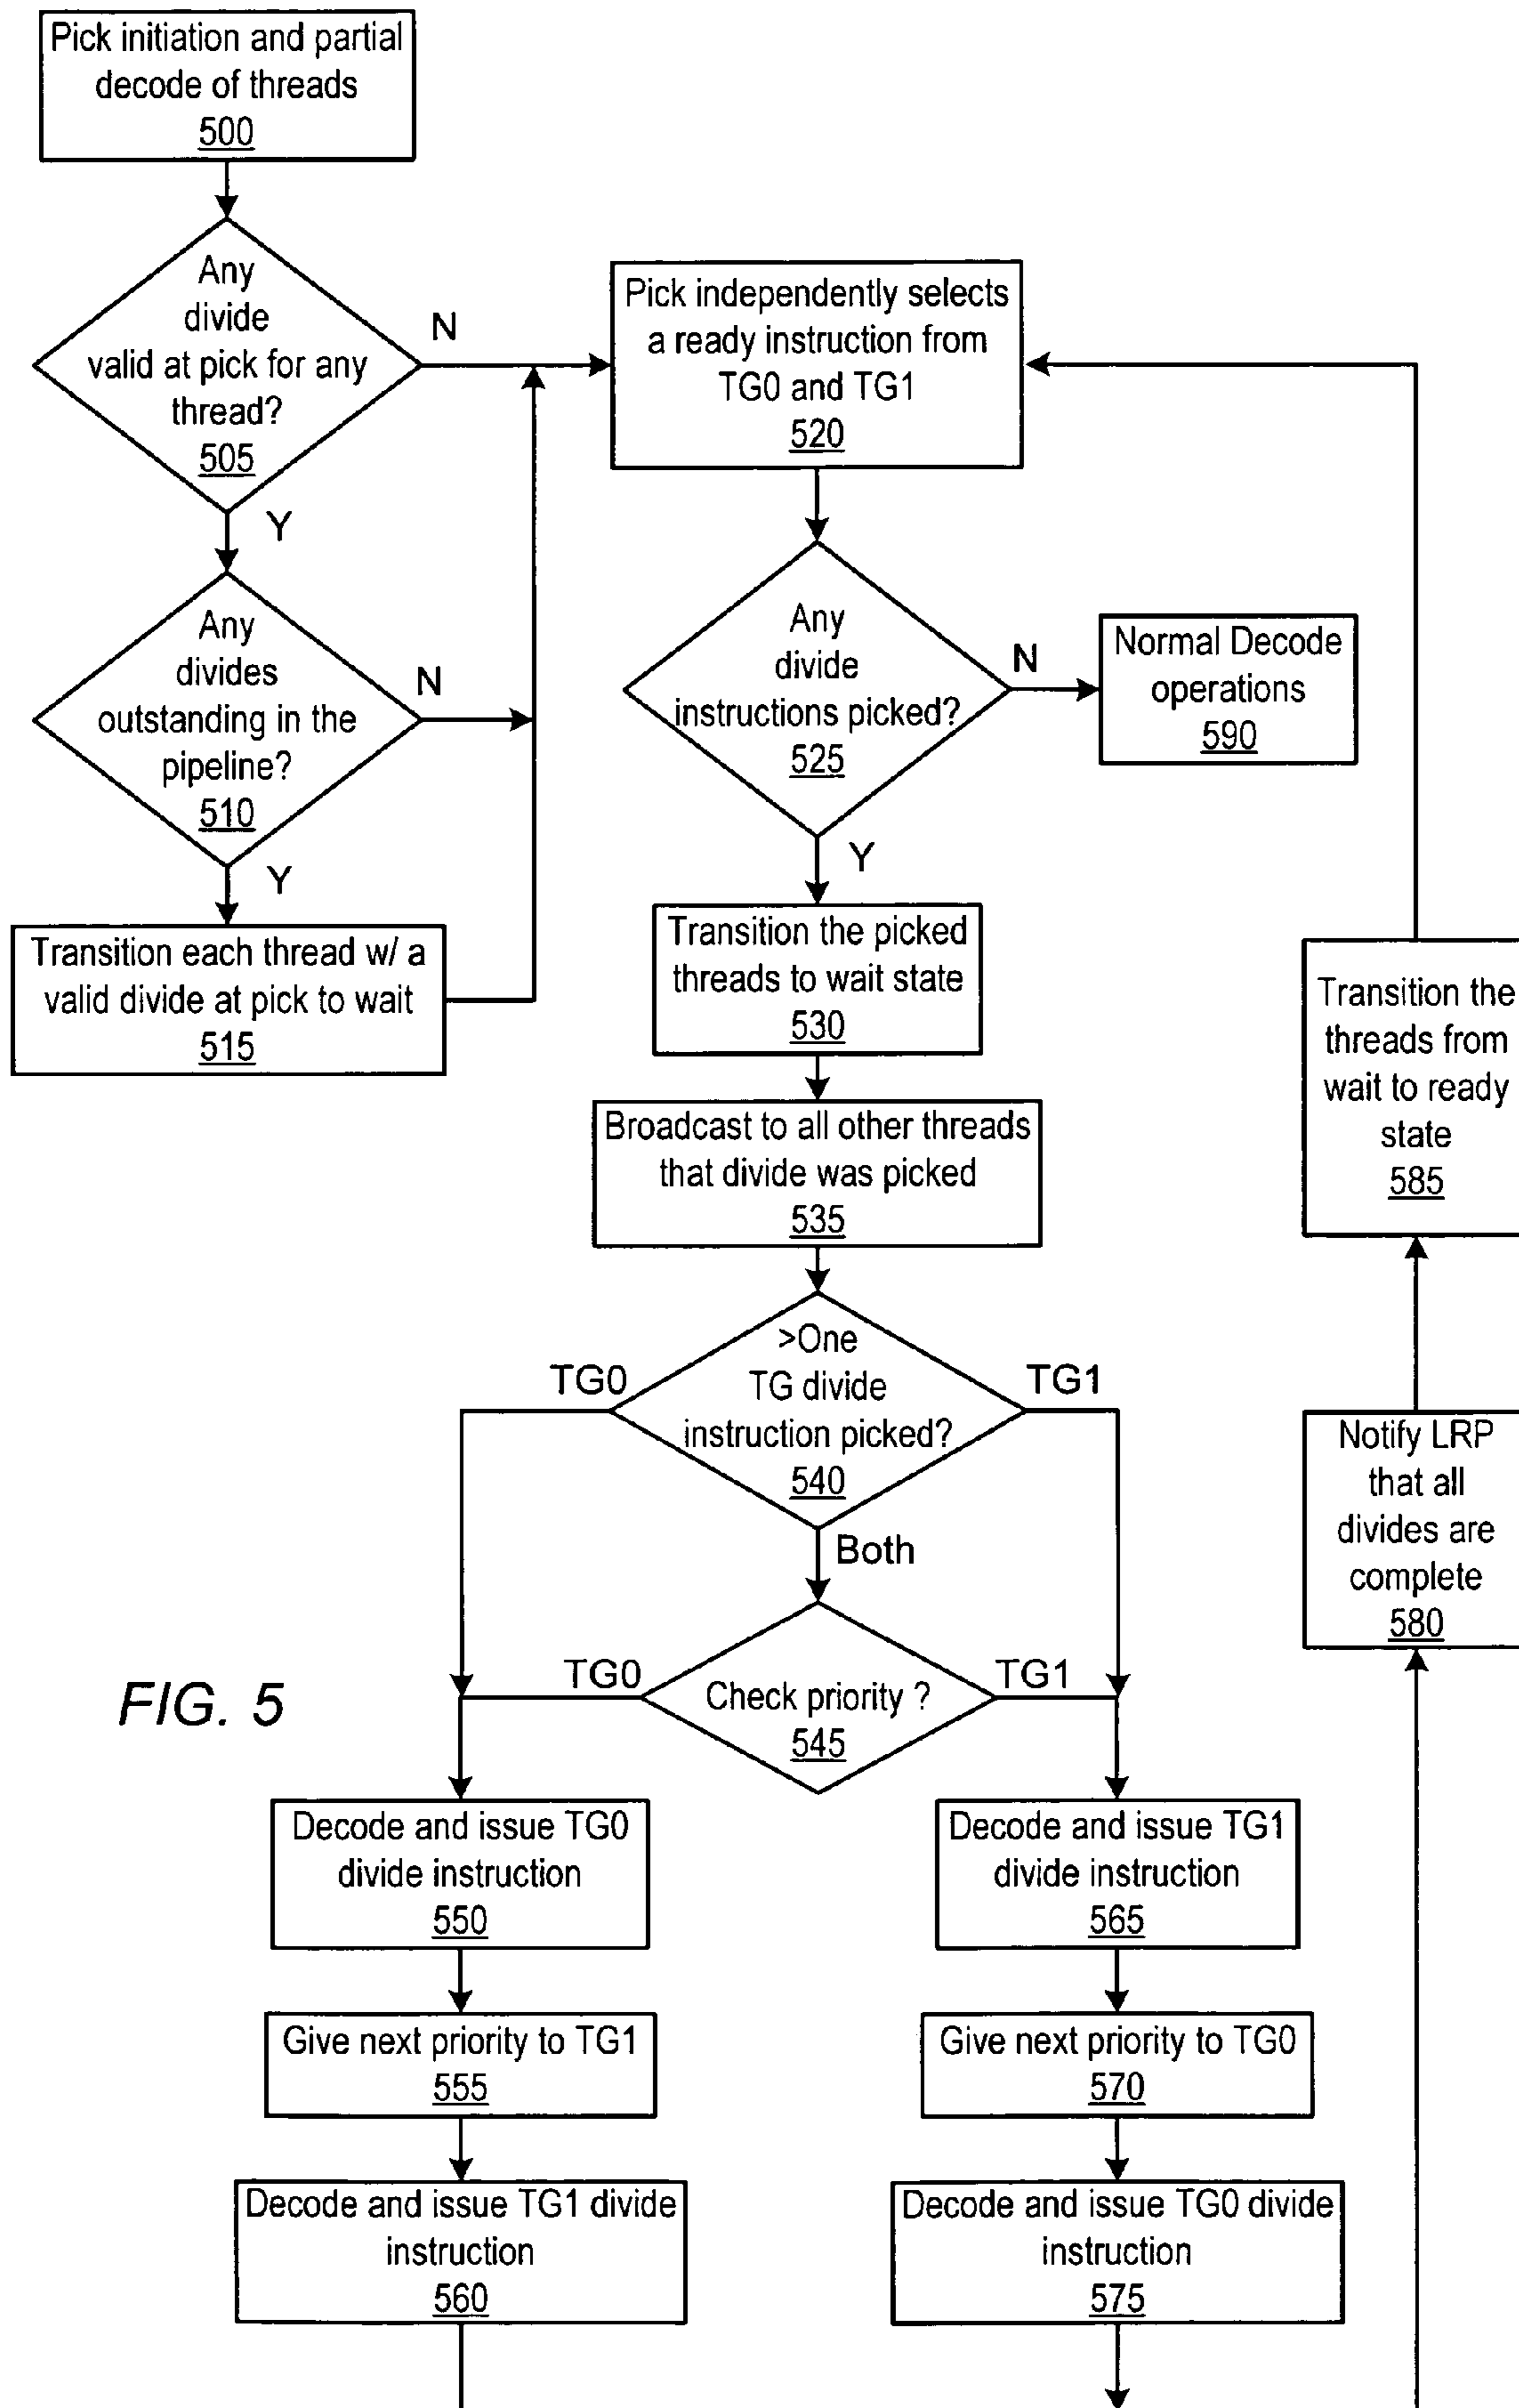 Pick initiation and partial
decode of threads
500
Any
divide
valid at pick for any
thread?
505
N
Y
Any
divides
outstanding in the
pipeline?
510
N
Y
Transition each thread w/ a
valid divide at pick to wait
515
Pick independently selects
a ready instruction from
TG0 and TG1
520
Any
divide
instructions picked?
525
N
Normal Decode
operations
590
Y
Transition the picked
threads to wait state
530
Broadcast to all other threads
that divide was picked
535
>One
TG divide
instruction picked?
540
TG0
TG1
Both
Check priority ?
545
TG0
TG1
Decode and issue TG0
divide instruction
550
Give next priority to TG1
555
Decode and issue TG1 divide
instruction
560
Decode and issue TG1
divide instruction
565
Give next priority to TG0
570
Decode and issue TG0 divide
instruction
575
Notify LRP
that all
divides are
complete
580
Transition the
threads from
wait to ready
state
585
FIG. 5